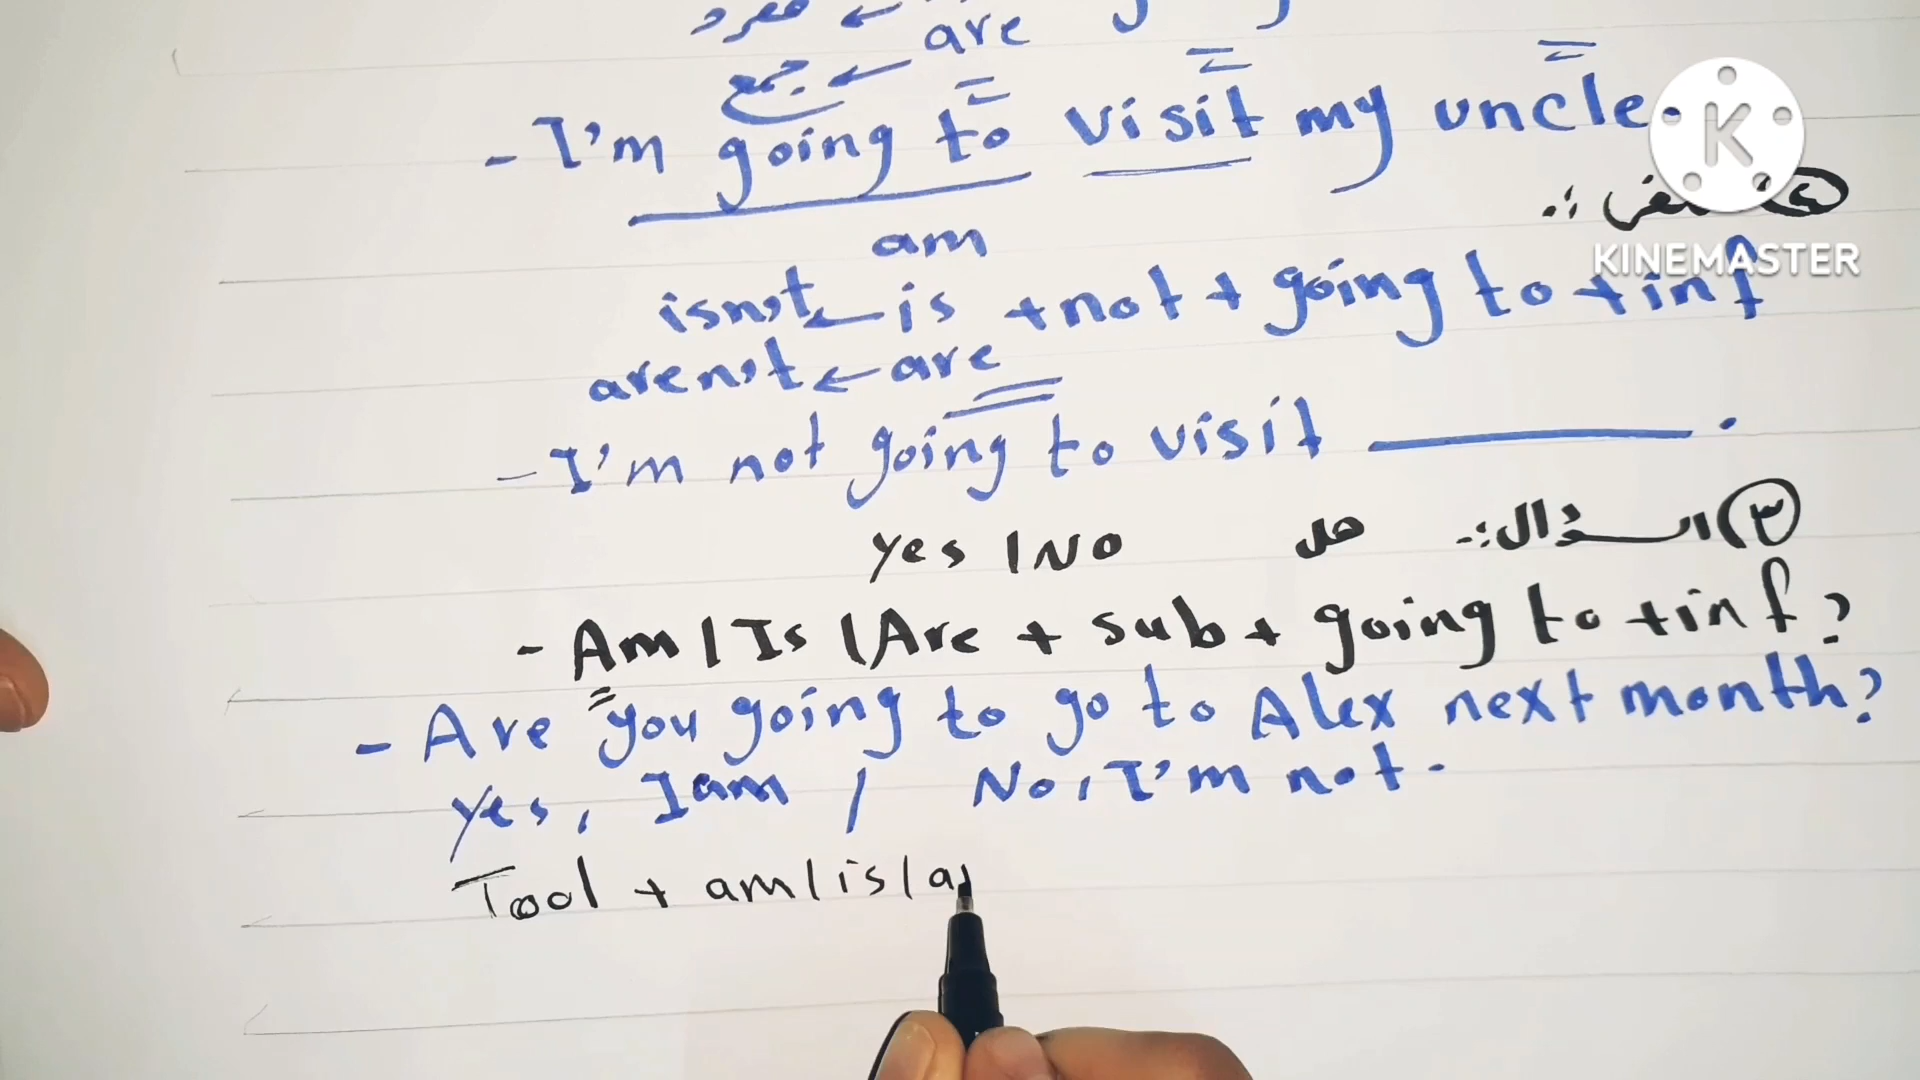 مفرد ← are
جمع ←
- I'm going to visit my uncle.
KINEMASTER
am
isn't ← is + not + going to + inf
aren't ← are
- I'm not going to visit ______.
٣) السؤال:- هل yes / No
- Am / Is / Are + sub + going to + inf?
- Are you going to go to Alex next month?
yes, I am / No, I'm not.
Tool + am / is / a